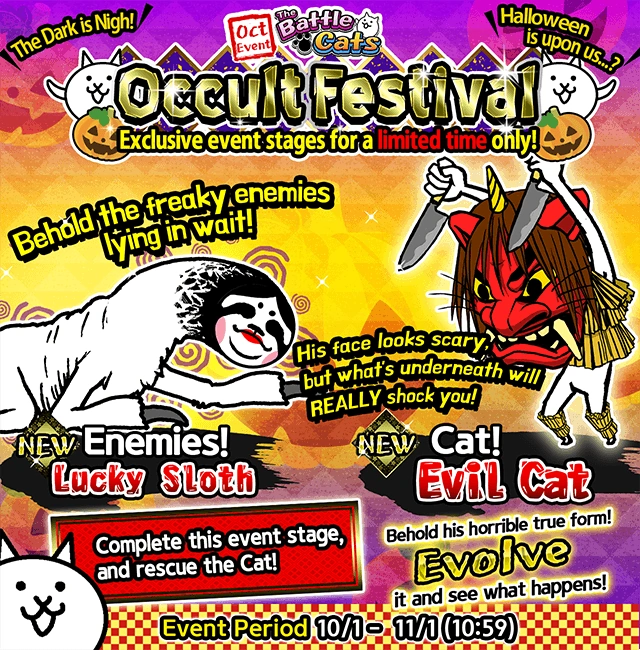 The Dark is Nigh!
Oct
Event
The
Battle
Cats
Halloween
is upon us...?
Occult Festival
Exclusive event stages for a limited time only!
Behold the freaky enemies
lying in wait!
His face looks scary,
but what's underneath will
REALLY shock you!
NEW Enemies!
Lucky Sloth
NEW Cat!
Evil Cat
Complete this event stage,
and rescue the Cat!
Behold his horrible true form!
Evolve
it and see what happens!
Event Period 10/1 - 11/1 (10:59)